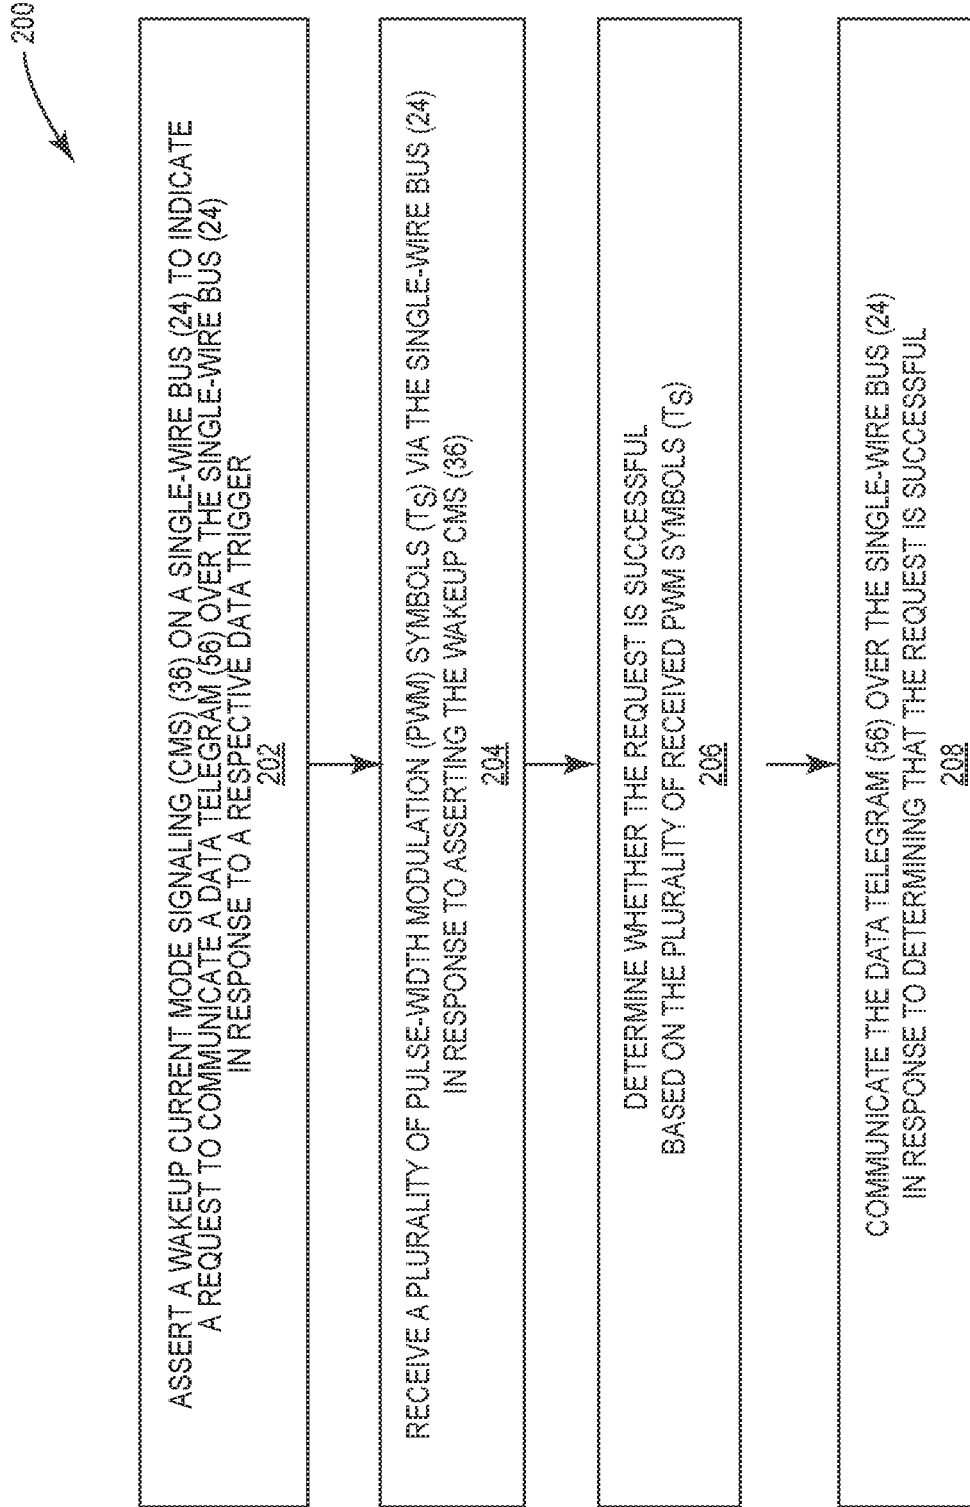 200
ASSERT A WAKEUP CURRENT MODE SIGNALING (CMS) (36) ON A SINGLE-WIRE BUS (24) TO INDICATE
A REQUEST TO COMMUNICATE A DATA TELEGRAM (56) OVER THE SINGLE-WIRE BUS (24)
IN RESPONSE TO A RESPECTIVE DATA TRIGGER
202
RECEIVE A PLURALITY OF PULSE-WIDTH MODULATION (PWM) SYMBOLS (TS) VIA THE SINGLE-WIRE BUS (24)
IN RESPONSE TO ASSERTING THE WAKEUP CMS (36)
204
DETERMINE WHETHER THE REQUEST IS SUCCESSFUL
BASED ON THE PLURALITY OF RECEIVED PWM SYMBOLS (TS)
206
COMMUNICATE THE DATA TELEGRAM (56) OVER THE SINGLE-WIRE BUS (24)
IN RESPONSE TO DETERMINING THAT THE REQUEST IS SUCCESSFUL
208